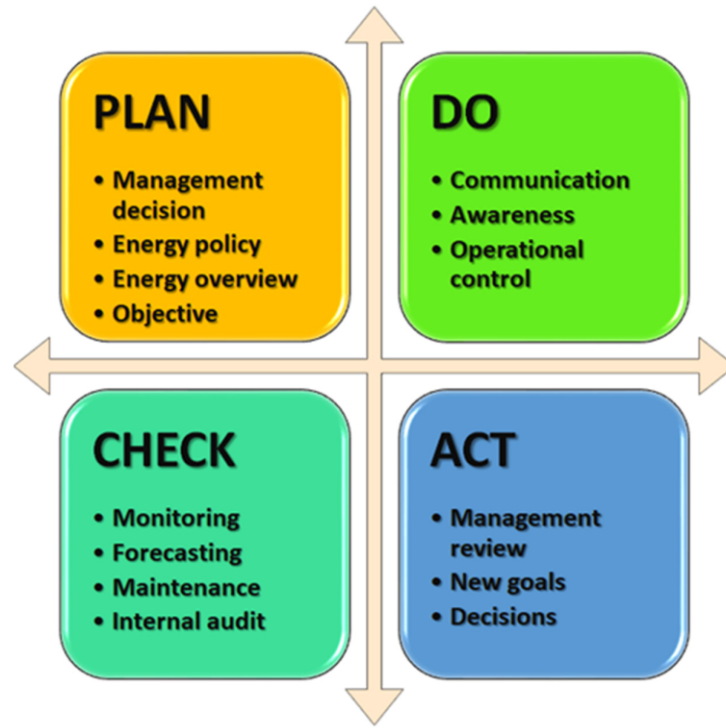 PLAN
• Management
decision
• Energy policy
• Energy overview
• Objective
DO
• Communication
• Awareness
• Operational
control
CHECK
• Monitoring
• Forecasting
• Maintenance
• Internal audit
ACT
• Management
review
• New goals
• Decisions